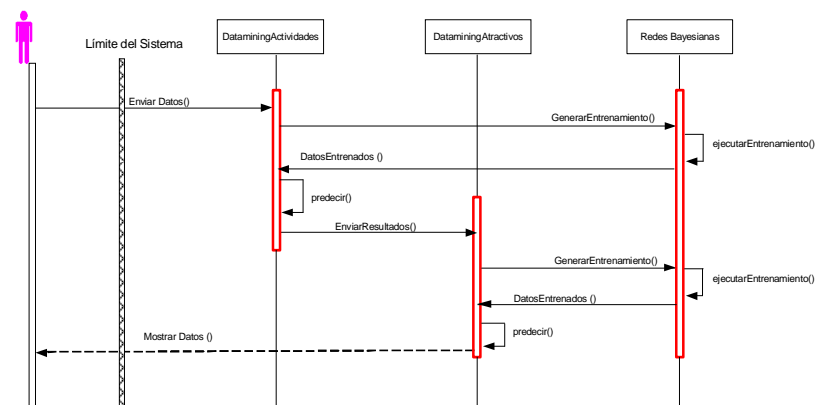 Límite del Sistema
DataminingActividades
DataminingAtractivos
Redes Bayesianas
Enviar Datos()
GenerarEntrenamiento()
ejecutarEntrenamiento()
DatosEntrenados ()
predecir()
EnviarResultados()
GenerarEntrenamiento()
ejecutarEntrenamiento()
DatosEntrenados ()
predecir()
Mostrar Datos ()